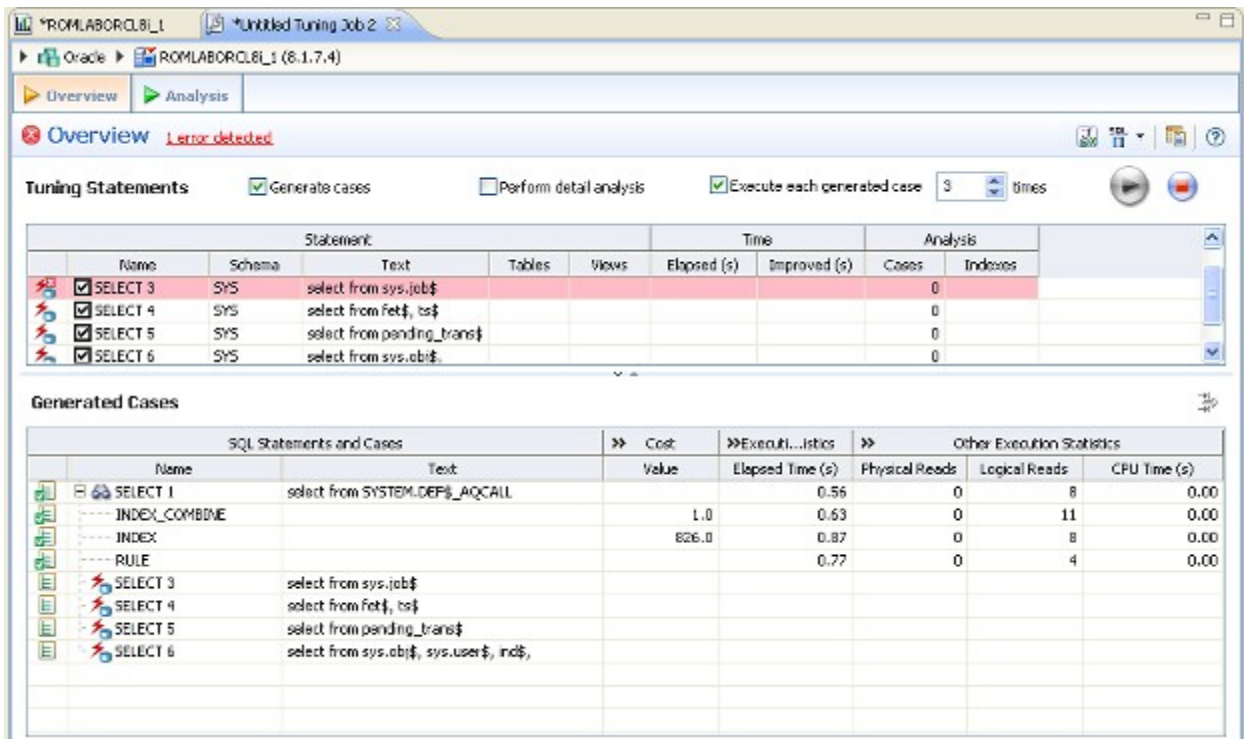 *ROMLABORCL8i_1 *Untitled Tuning Job 2
Oracle ROMLABORCL8i_1 (8.1.7.4)
Overview Analysis
Overview 1 error detected
Tuning Statements Generate cases Perform detail analysis Execute each generated case 3 times
Statement Time Analysis
Name Schema Text Tables Views Elapsed (s) Improved (s) Cases Indexes
SELECT 3 SYS select from sys.job$ 0
SELECT 4 SYS select from fet$, ts$ 0
SELECT 5 SYS select from pending_trans$ 0
SELECT 6 SYS select from sys.obj$, 0
Generated Cases
SQL Statements and Cases » Cost »Executi...istics » Other Execution Statistics
Name Text Value Elapsed Time (s) Physical Reads Logical Reads CPU Time (s)
SELECT 1 select from SYSTEM.DEF$_AQCALL 0.56 0 8 0.00
INDEX_COMBINE 1.0 0.63 0 11 0.00
INDEX 826.0 0.87 0 8 0.00
RULE 0.77 0 4 0.00
SELECT 3 select from sys.job$
SELECT 4 select from fet$, ts$
SELECT 5 select from pending_trans$
SELECT 6 select from sys.obj$, sys.user$, ind$,